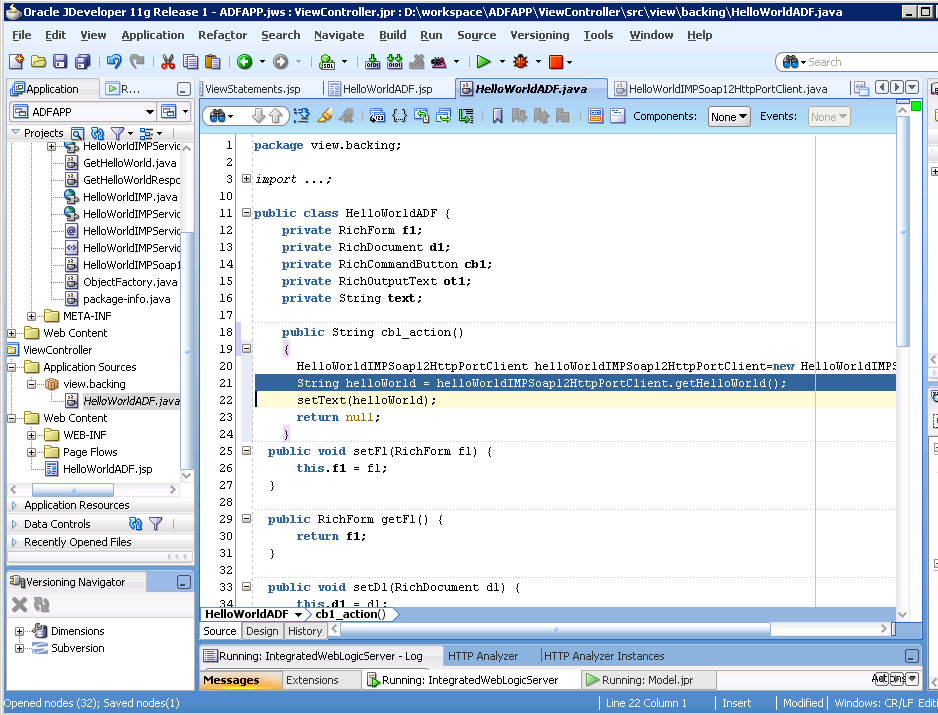 Oracle JDeveloper 11g Release 1 - ADFAPP.jws : ViewController.jpr : D:\workspace\ADFAPP\ViewController\src\view\backing\HelloWorldADF.java
File Edit View Application Refactor Search Navigate Build Run Source Versioning Tools Window Help
Search
Application
R...
ViewStatements.jsp
HelloWorldADF.jsp
HelloWorldADF.java
HelloWorldIMPSoap12HttpPortClient.java
ADFAPP
Components: None Events: None
Projects
HelloWorldIMPServic
GetHelloWorld.java
GetHelloWorldRespo
HelloWorldIMP.java
HelloWorldIMPServic
HelloWorldIMPServic
HelloWorldIMPServic
HelloWorldIMPSoap1
ObjectFactory.java
package-info.java
META-INF
Web Content
ViewController
Application Sources
view.backing
HelloWorldADF.java
Web Content
WEB-INF
Page Flows
HelloWorldADF.jsp
Application Resources
Data Controls
Recently Opened Files
Versioning Navigator
Dimensions
Subversion
1 package view.backing;
2
3 import ...;
10
11 public class HelloWorldADF {
12 private RichForm f1;
13 private RichDocument d1;
14 private RichCommandButton cb1;
15 private RichOutputText ot1;
16 private String text;
17
18 public String cb1_action()
19 {
20 HelloWorldIMPSoap12HttpPortClient helloWorldIMPSoap12HttpPortClient=new HelloWorldIMPS
21 String helloWorld = helloWorldIMPSoap12HttpPortClient.getHelloWorld();
22 setText(helloWorld);
23 return null;
24 }
25 public void setF1(RichForm f1) {
26 this.f1 = f1;
27 }
28
29 public RichForm getF1() {
30 return f1;
31 }
32
33 public void setD1(RichDocument d1) {
34 this.d1 = d1;
HelloWorldADF cb1_action()
Source Design History
Running: IntegratedWebLogicServer - Log
HTTP Analyzer
HTTP Analyzer Instances
Messages Extensions Running: IntegratedWebLogicServer Running: Model.jpr Actions
Opened nodes (32); Saved nodes(1)
Line 22 Column 1 Insert Modified Windows: CR/LF Editi